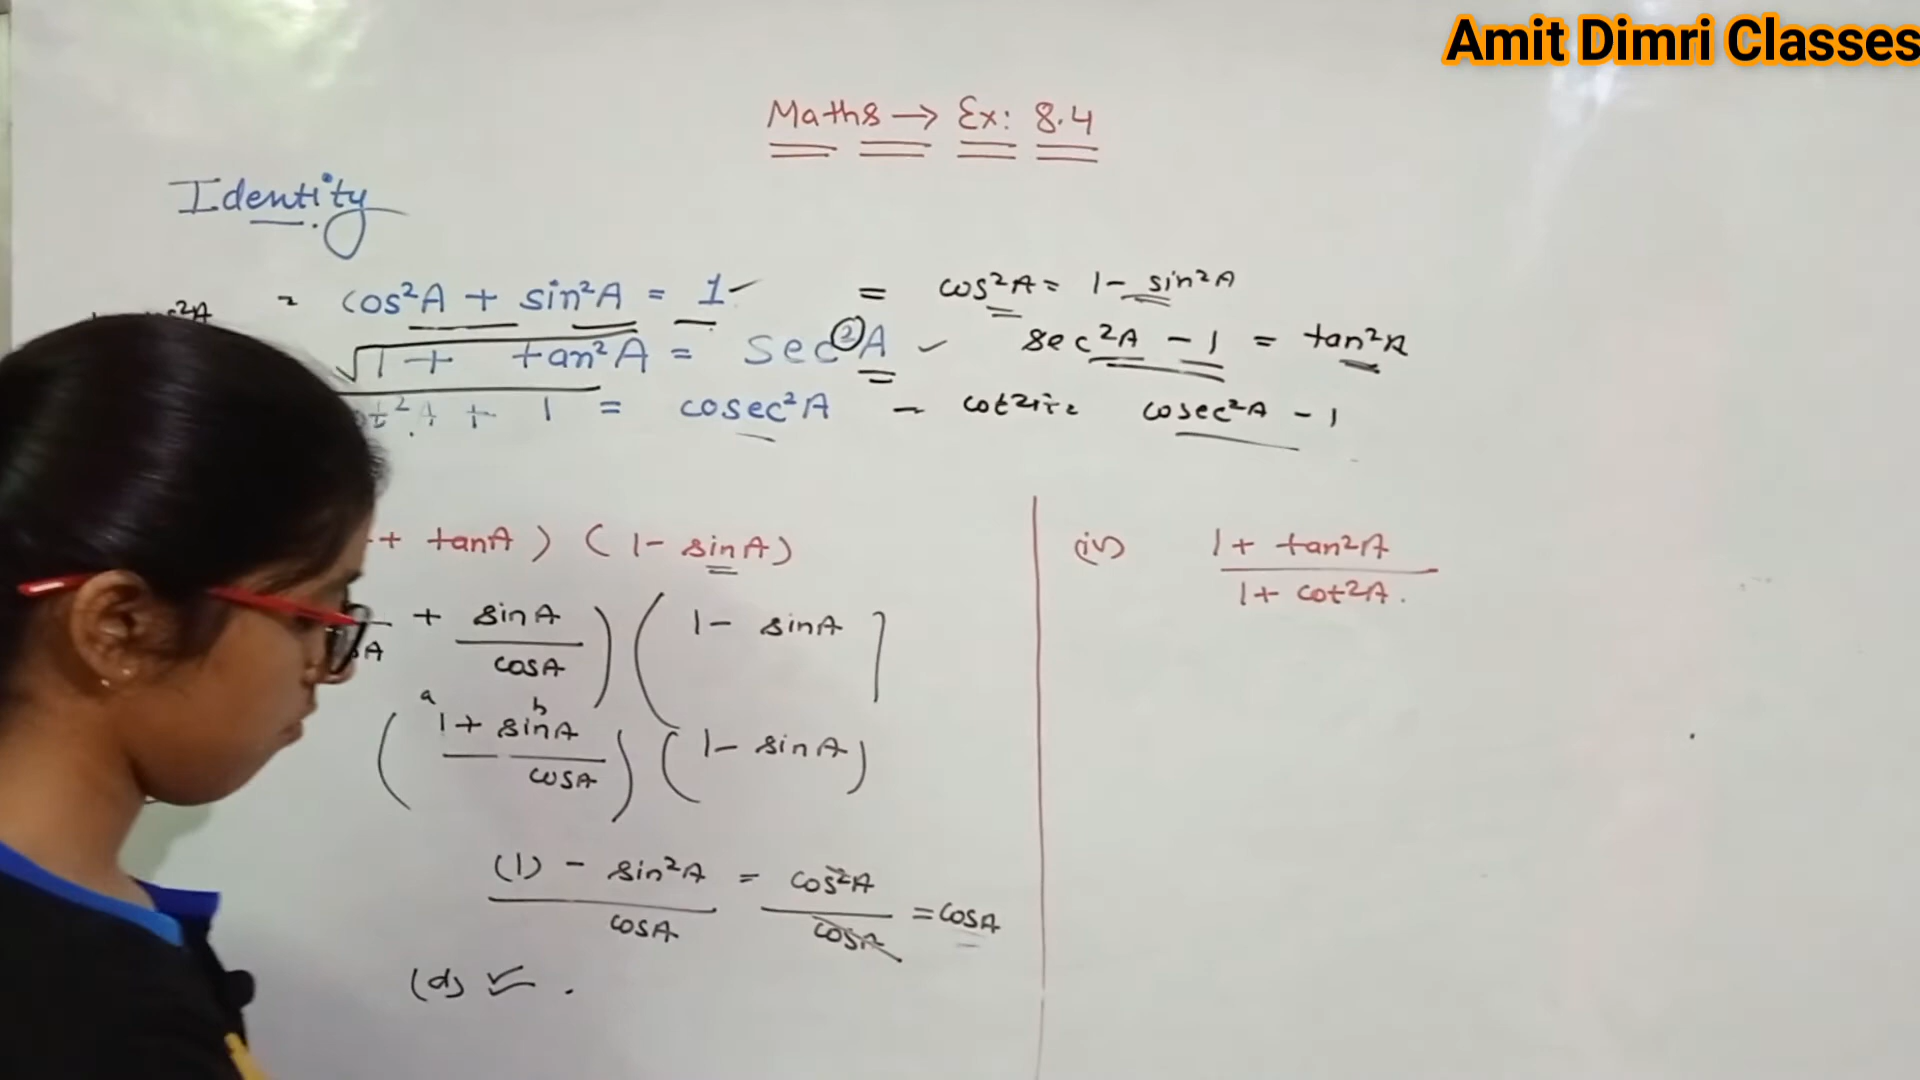 Amit Dimri Classes
Maths → Ex: 8.4
Identity
cos²A + sin²A = 1 = cos²A = 1 - sin²A
√1 + tan²A = sec²A sec²A - 1 = tan²A
+ 1 = cosec²A - cosec²A - 1
+ tanA) (1 - sinA)
+ sinA/cosA) (1 - sinA)
a b
(1 + sinA/cosA) (1 - sinA)
(1) - sin²A/cosA = cos²A/cosA = cosA
(d)
(iv) 1 + tan²A/1 + cot²A.